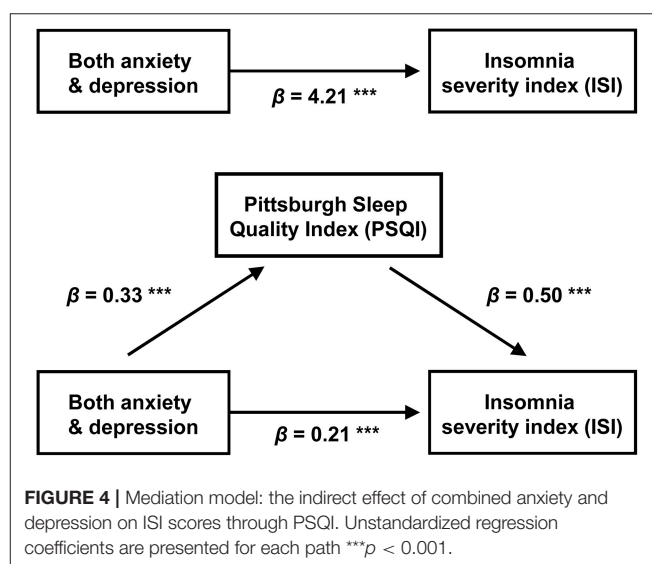 Both anxiety
& depression
Insomnia
severity index (ISI)
β = 4.21 ***
Pittsburgh Sleep
Quality Index (PSQI)
β = 0.33 ***
β = 0.50 ***
Both anxiety
& depression
Insomnia
severity index (ISI)
β = 0.21 ***
FIGURE 4 | Mediation model: the indirect effect of combined anxiety and
depression on ISI scores through PSQI. Unstandardized regression
coefficients are presented for each path ***p < 0.001.